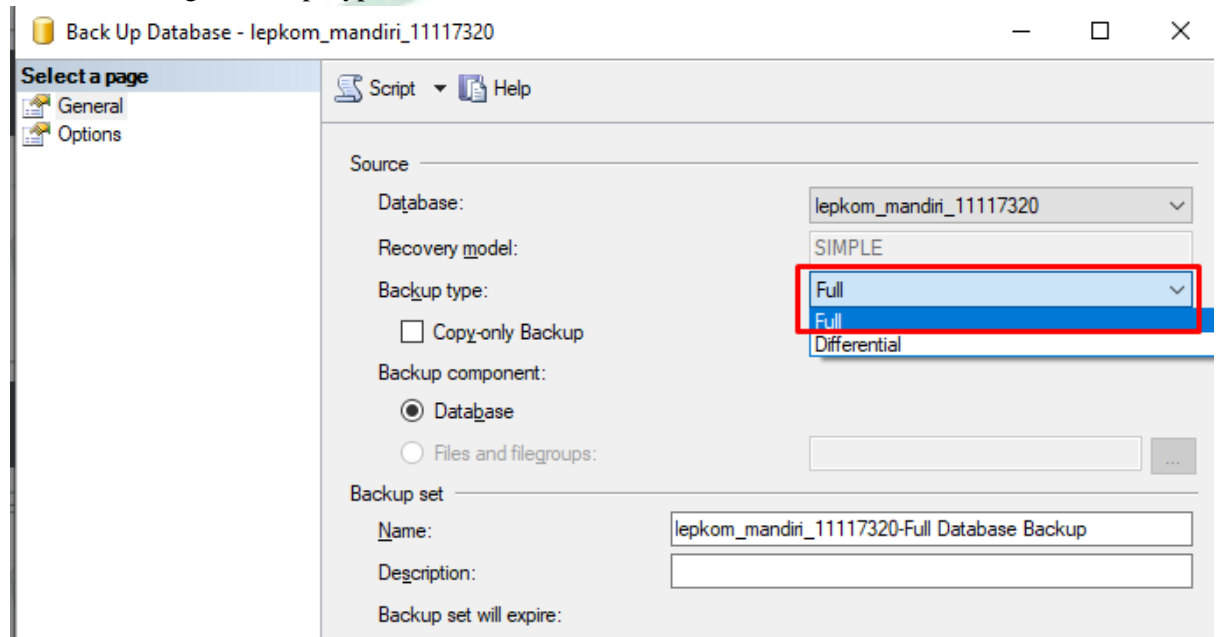 Back Up Database - lepkom_mandiri_11117320
Select a page
General
Options
Script Help
Source
Database: lepkom_mandiri_11117320
Recovery model: SIMPLE
Backup type: Full
Full
Differential
Copy-only Backup
Backup component:
Database
Files and filegroups: ...
Backup set
Name: lepkom_mandiri_11117320-Full Database Backup
Description:
Backup set will expire: